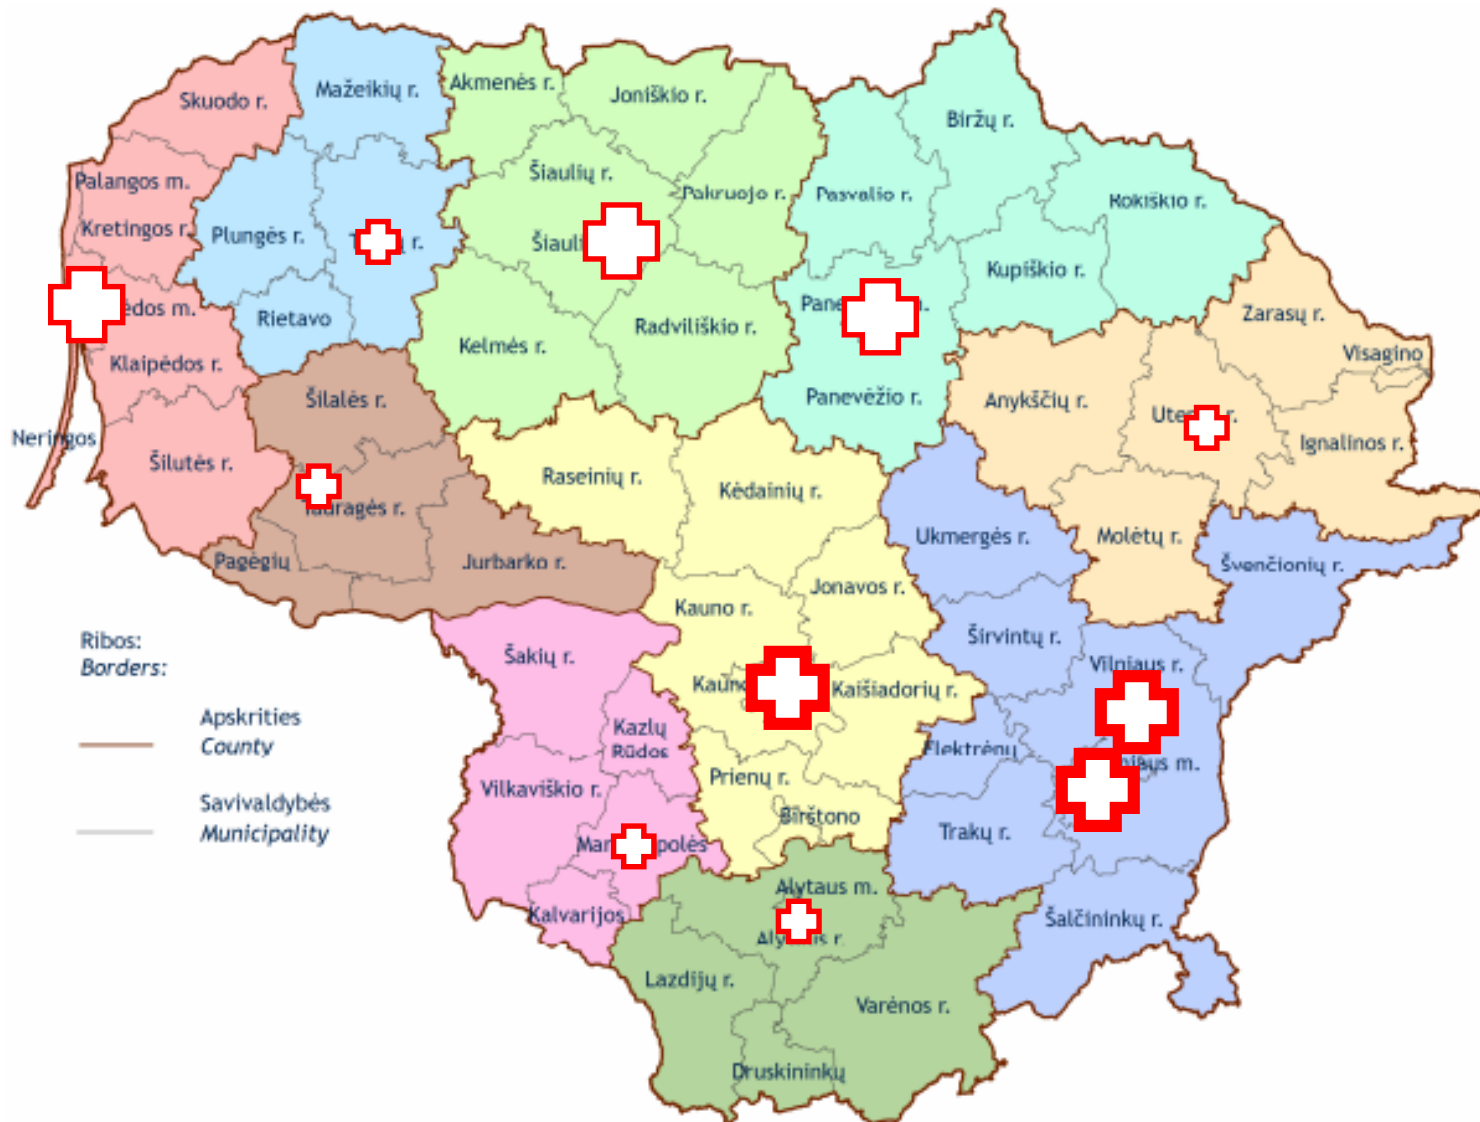 Skuodo r.
Mažeikių r.
Akmenės r.
Joniškio r.
Biržų r.
Palangos m.
Kretingos r.
Plungės r.
r.
Šiaulių r.
Pakruojo r.
Pasvalio r.
Rokiškio r.
Kupiškio r.
Rietavo
Kelmės r.
Radviliškio r.
Zarasų r.
Visagino
Klaipėdos r.
Šilalės r.
Panevėžio r.
Anykščių r.
Ignalinos r.
Neringos
Šilutės r.
Raseinių r.
Kėdainių r.
Tauragės r.
Ukmergės r.
Molėtų r.
Švenčionių r.
Pagėgių
Jurbarko r.
Jonavos r.
Kauno r.
Širvintų r.
Vilniaus r.
Šakių r.
Kaišiadorių r.
Kazlų
Rūdos
Elektrėnų
Prienų r.
Vilkaviškio r.
Birštono
Trakų r.
Kalvarijos
Alytaus m.
Šalčininkų r.
Lazdijų r.
Varėnos r.
Druskininkų
Ribos:
Borders:
Apskrities
County
Savivaldybės
Municipality